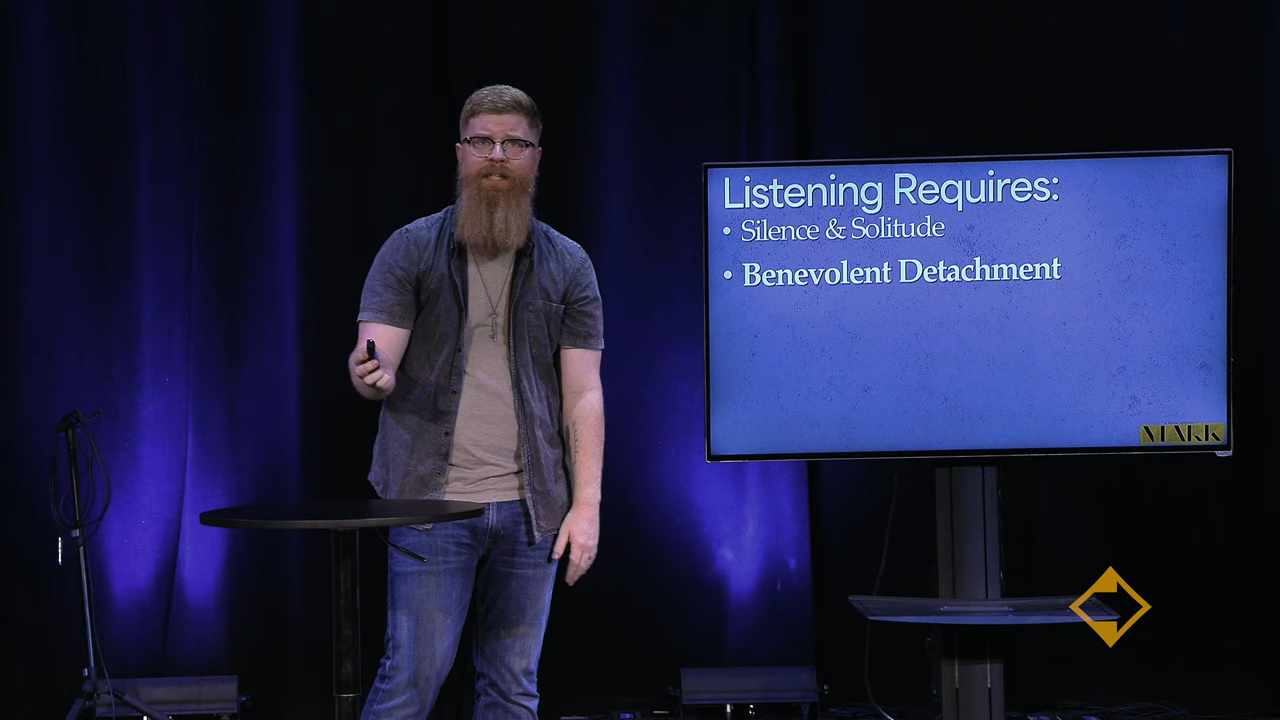 Listening Requires:
• Silence & Solitude
• Benevolent Detachment
MARK